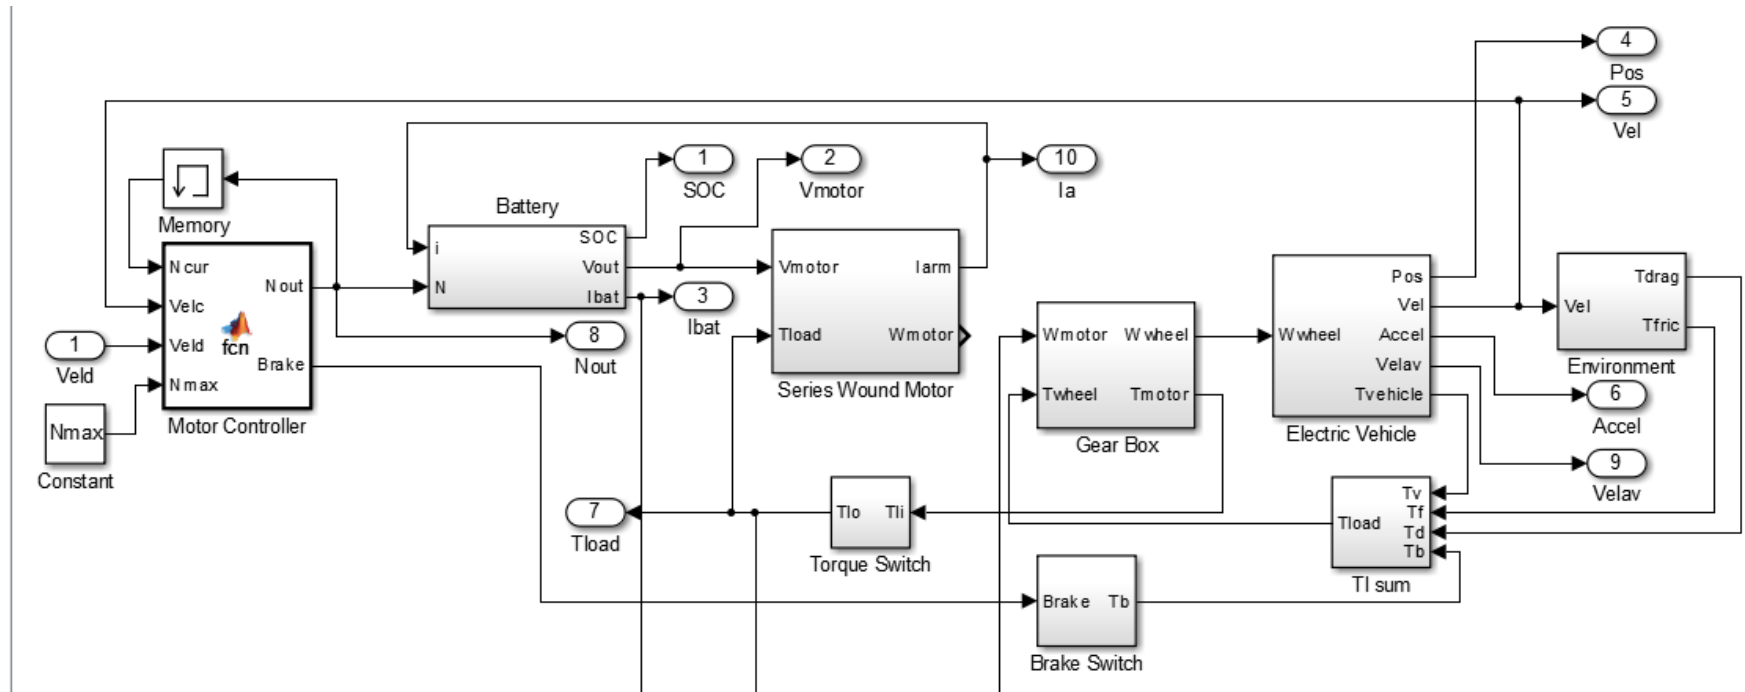 4
Pos
5
Vel
1
SOC
2
Vmotor
10
Ia
Memory
Battery
i
N
SOC
Vout
Ibat
3
Ibat
Ncur
Velc
Veld
Nmax
Nout
Brake
fcn
Motor Controller
1
Veld
Nmax
Constant
8
Nout
Vmotor
Tload
Iarm
Wmotor
Series Wound Motor
Wmotor
Twheel
Wwheel
Tmotor
Gear Box
Wwheel
Pos
Vel
Accel
Velav
Tvehicle
Electric Vehicle
Vel
Tdrag
Tfric
Environment
6
Accel
9
Velav
7
Tload
Tlo
Tli
Torque Switch
Tload
Tv
Tf
Td
Tb
Tl sum
Brake
Tb
Brake Switch